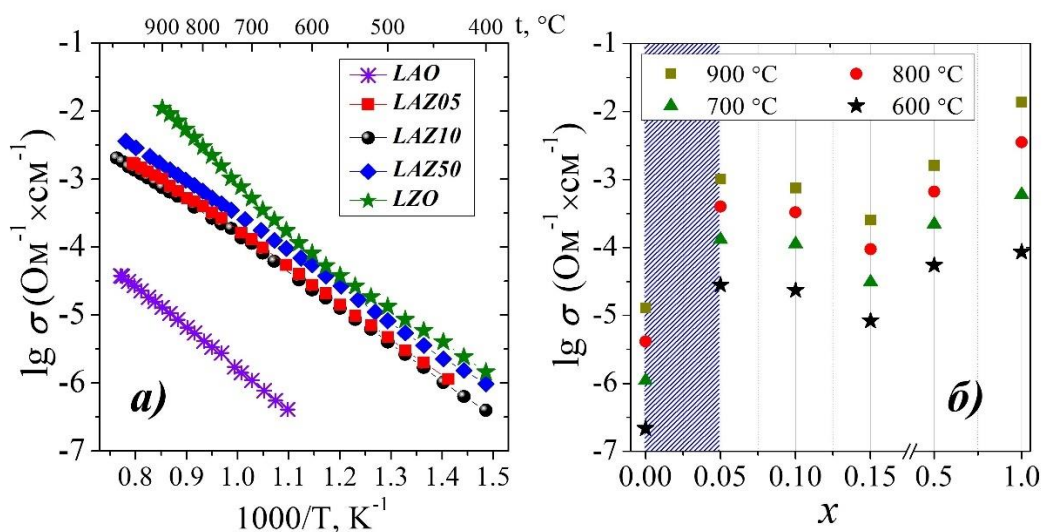 900 800 700 600 500 400 t, °C
-1
-2
-3
-4
-5
-6
-7
lg σ (Ом⁻¹ ×см⁻¹)
LAO
LAZ05
LAZ10
LAZ50
LZO
а)
0.8 0.9 1.0 1.1 1.2 1.3 1.4 1.5
1000/T, K⁻¹
-1
-2
-3
-4
-5
-6
-7
lg σ (Ом⁻¹ ×см⁻¹)
900 °C 800 °C
700 °C 600 °C
б)
0.00 0.05 0.10 0.15 0.5 1.0
x